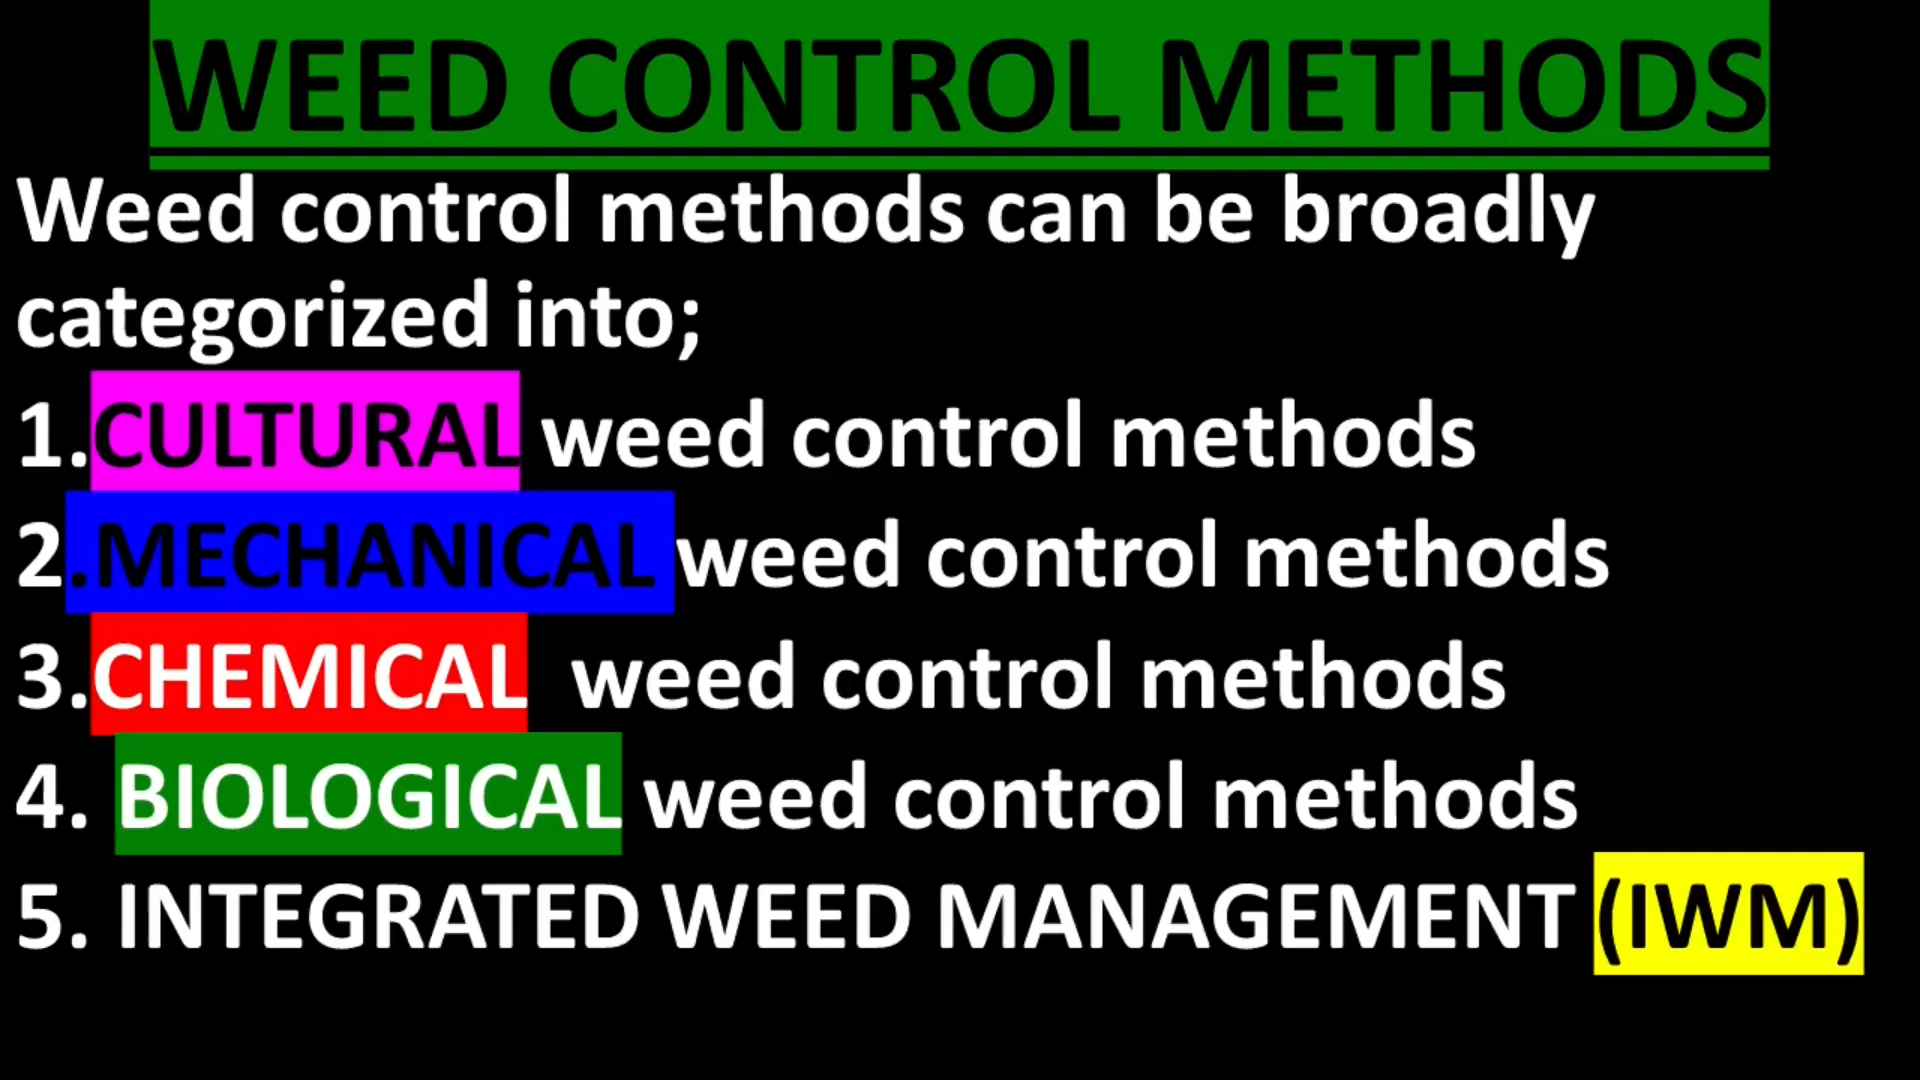 WEED CONTROL METHODS
Weed control methods can be broadly
categorized into;
1.CULTURAL weed control methods
2.MECHANICAL weed control methods
3.CHEMICAL  weed control methods
4. BIOLOGICAL weed control methods
5. INTEGRATED WEED MANAGEMENT (IWM)